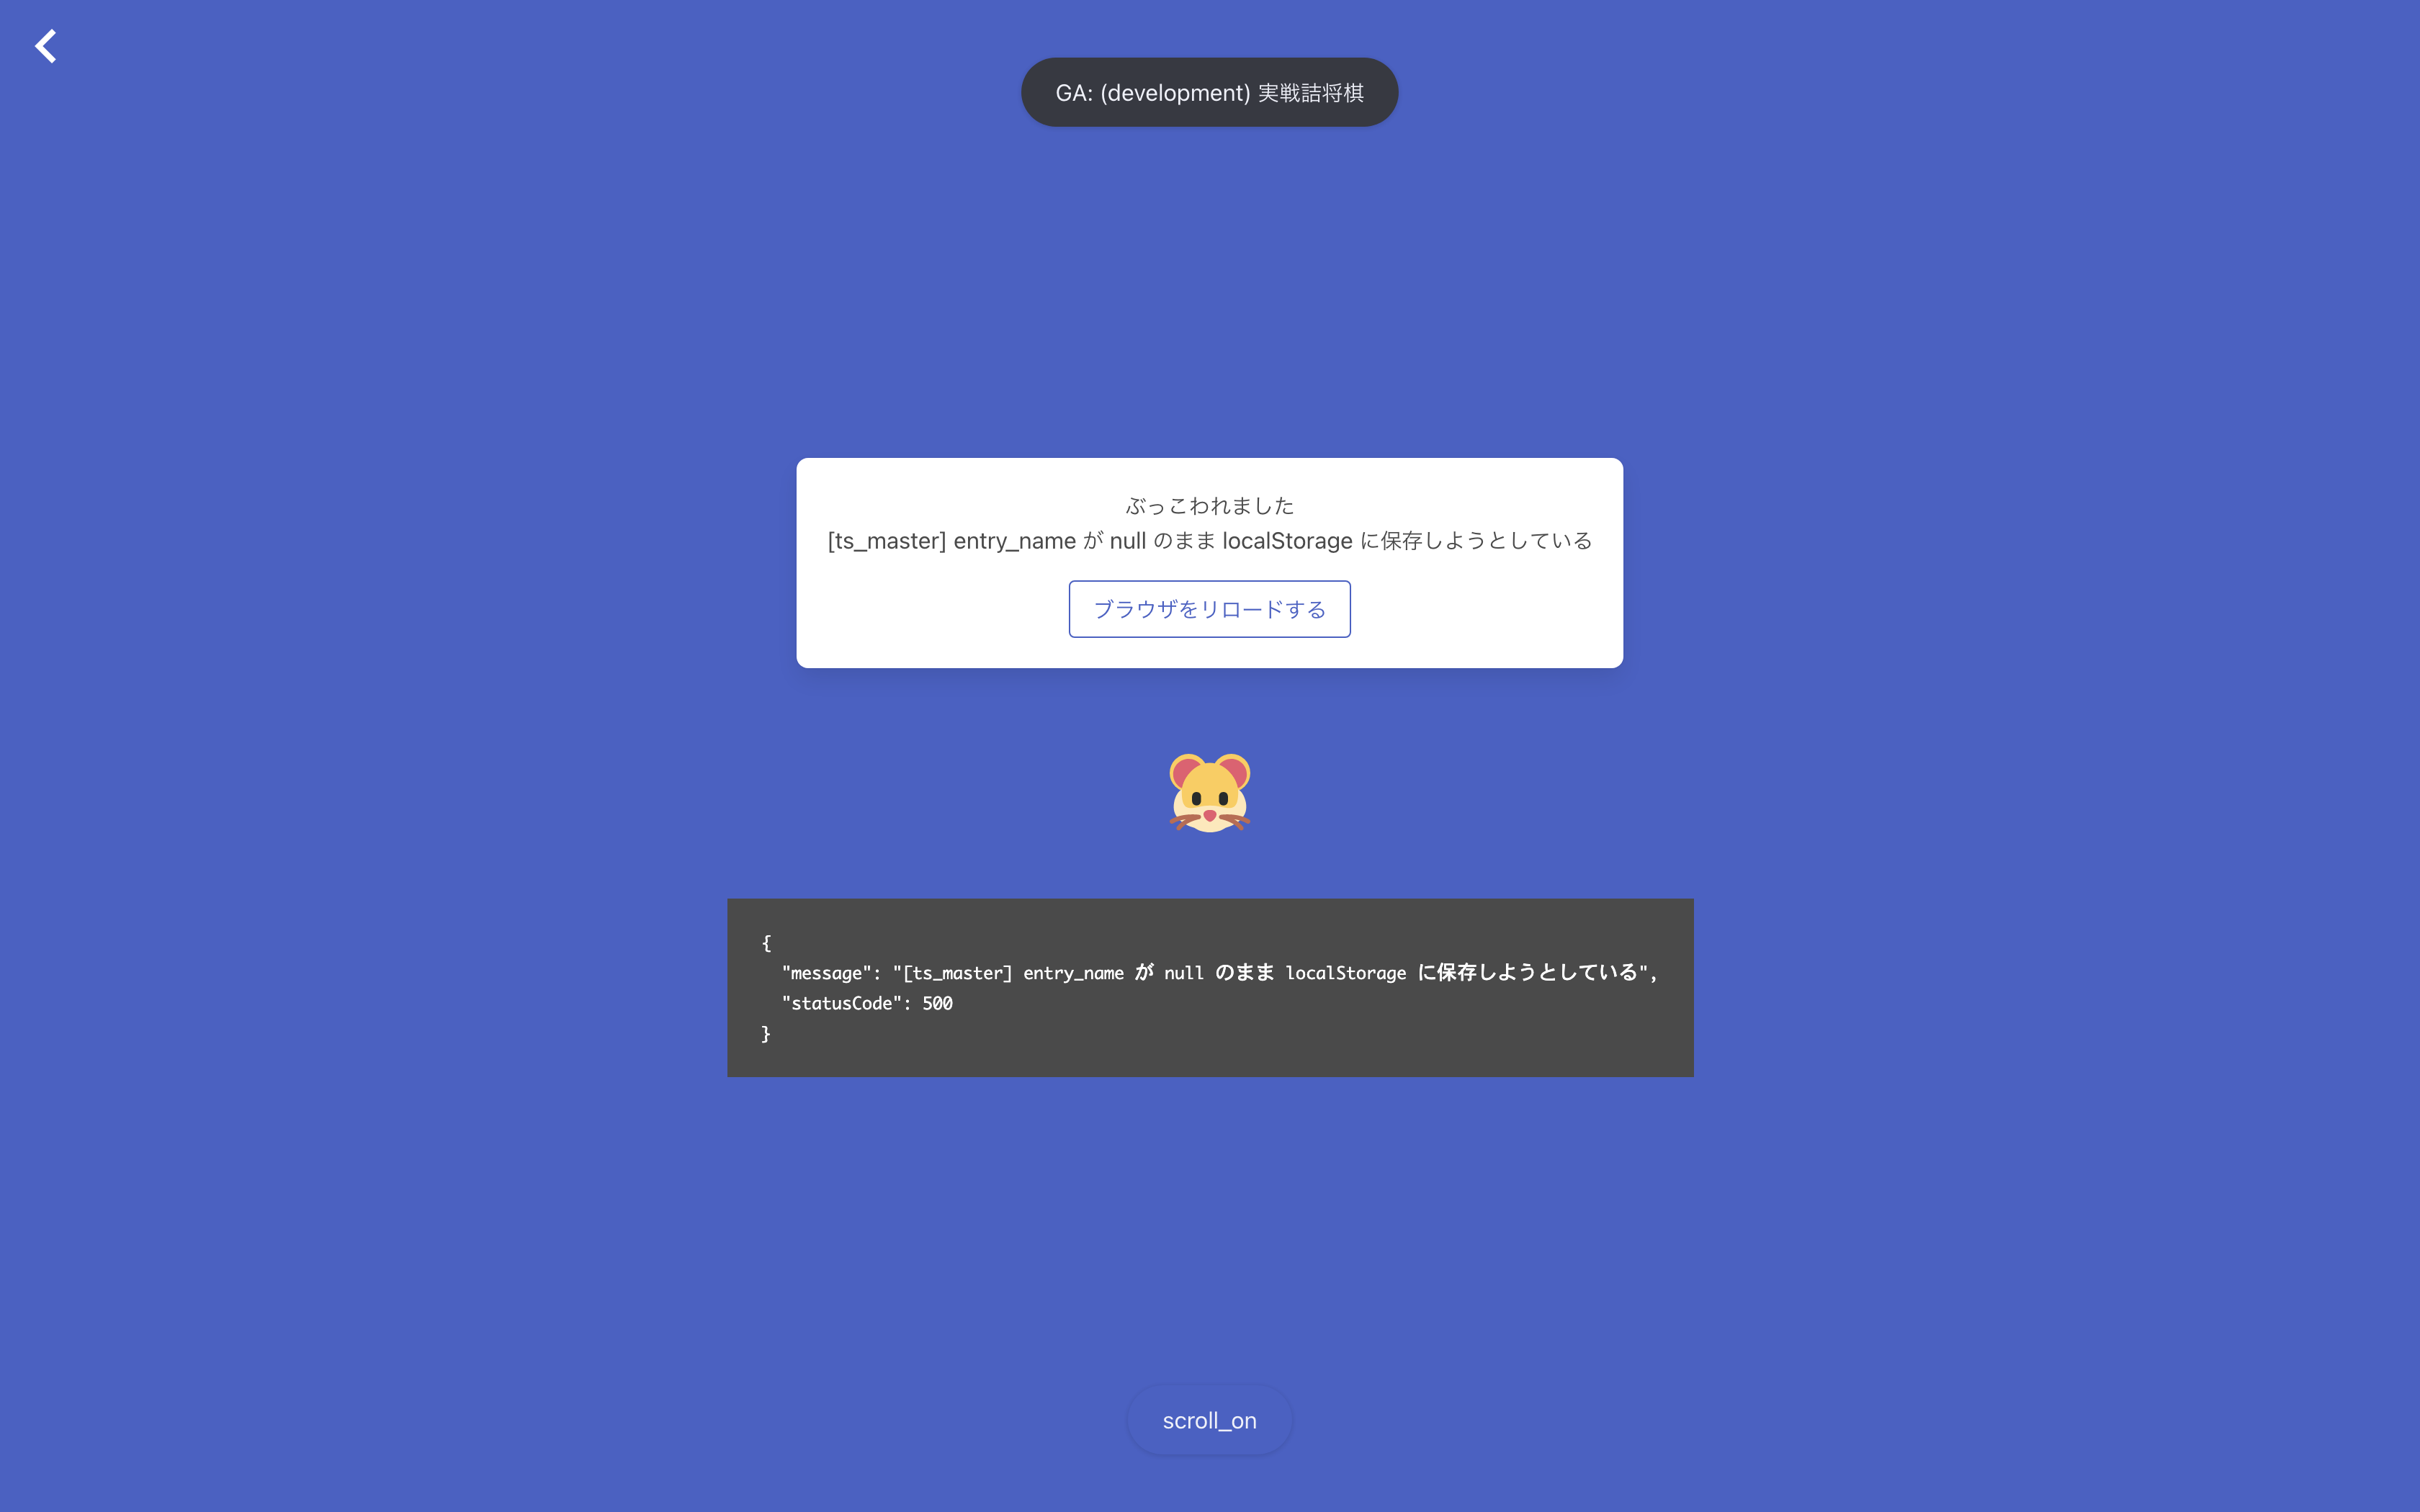 GA: (development) 実戦詰将棋
ぶっこわれました
[ts_master] entry_name が null のまま localStorage に保存しようとしている
ブラウザをリロードする
{
  "message": "[ts_master] entry_name が null のまま localStorage に保存しようとしている",
  "statusCode": 500
}
scroll_on